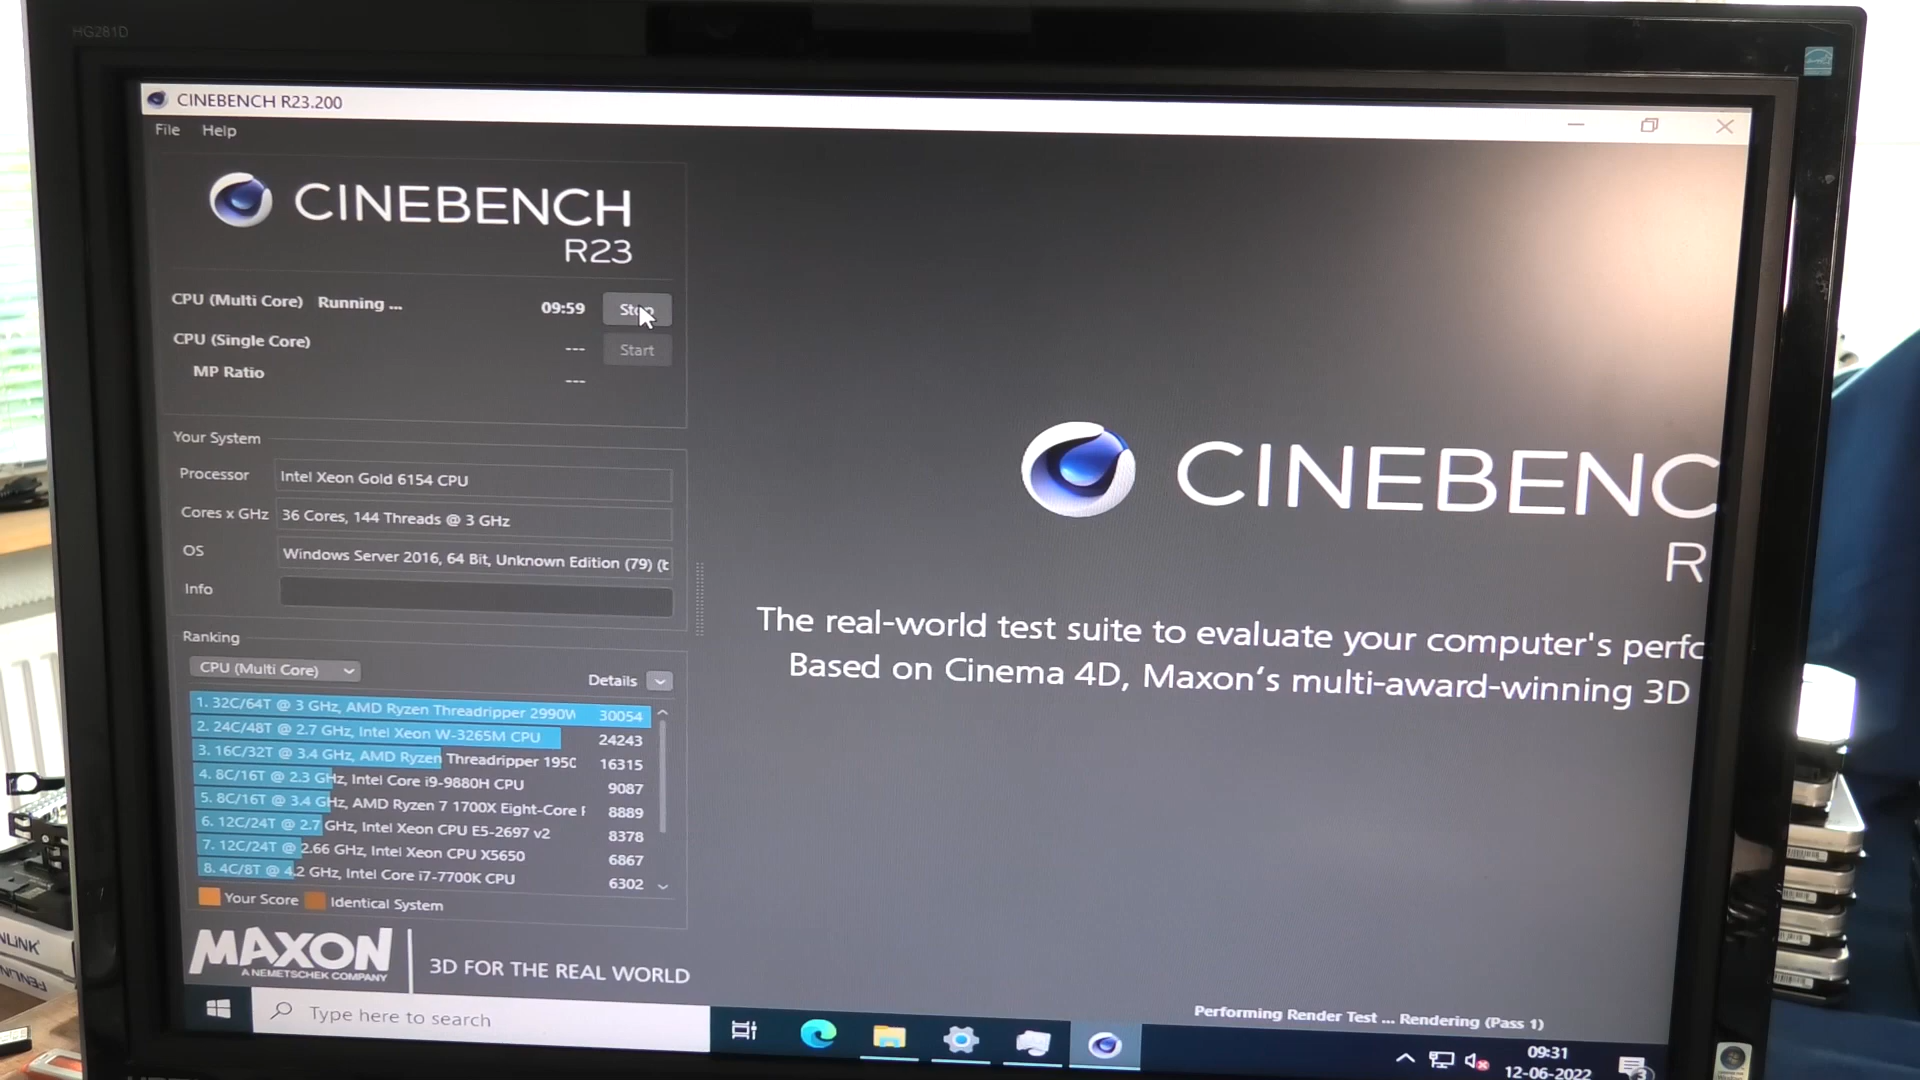 HG281D
CINEBENCH R23.200
File Help
CINEBENCH
R23
CPU (Multi Core) Running ... 09:59 Stop
CPU (Single Core) --- Start
MP Ratio ---
Your System
Processor Intel Xeon Gold 6154 CPU
Cores x GHz 36 Cores, 144 Threads @ 3 GHz
OS Windows Server 2016, 64 Bit, Unknown Edition (79) (t
Info
Ranking
CPU (Multi Core) Details
1. 32C/64T @ 3 GHz, AMD Ryzen Threadripper 2990W 30054
2. 24C/48T @ 2.7 GHz, Intel Xeon W-3265M CPU 24243
3. 16C/32T @ 3.4 GHz, AMD Ryzen Threadripper 195C 16315
4. 8C/16T @ 2.3 GHz, Intel Core i9-9880H CPU 9087
5. 8C/16T @ 3.4 GHz, AMD Ryzen 7 1700X Eight-Core F 8889
6. 12C/24T @ 2.7 GHz, Intel Xeon CPU E5-2697 v2 8378
7. 12C/24T @ 2.66 GHz, Intel Xeon CPU X5650 6867
8. 4C/8T @ 4.2 GHz, Intel Core i7-7700K CPU 6302
Your Score Identical System
MAXON
A NEMETSCHEK COMPANY
3D FOR THE REAL WORLD
CINEBENC
R
The real-world test suite to evaluate your computer's perfo
Based on Cinema 4D, Maxon's multi-award-winning 3D
Performing Render Test ... Rendering (Pass 1)
Type here to search
09:31
12-06-2022
3